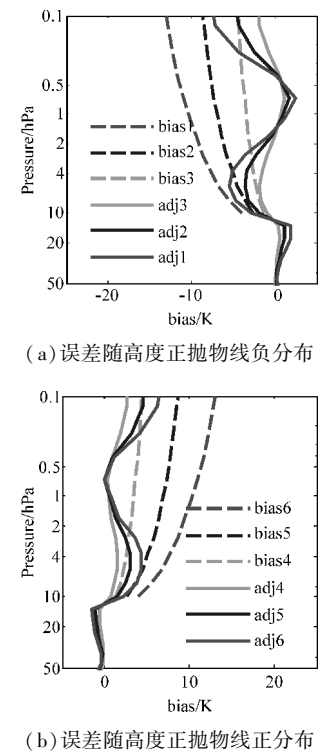 0.1
0.5
1
2
4
10
20
50
Pressure/hPa
bias1
bias2
bias3
adj3
adj2
adj1
-20
-10
0
bias/K
(a)误差随高度正抛物线负分布
0.1
0.5
1
2
4
10
20
50
Pressure/hPa
bias6
bias5
bias4
adj4
adj5
adj6
0
10
20
bias/K
(b)误差随高度正抛物线正分布